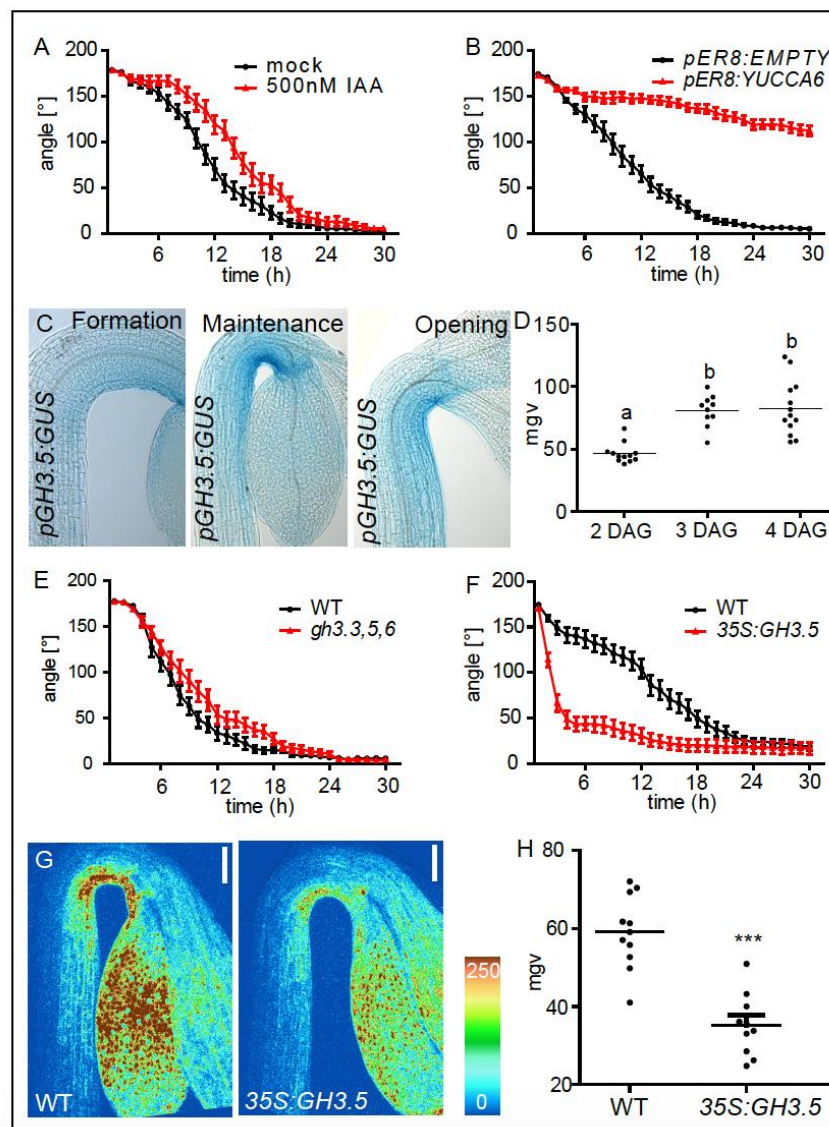 A
200
150
100
50
0
angle [°]
mock
500nM IAA
6 12 18 24 30
time (h)
B
200
150
100
50
0
angle [°]
pER8:EMPTY
pER8:YUCCA6
6 12 18 24 30
time (h)
C Formation
pGH3.5:GUS
Maintenance
pGH3.5:GUS
Opening
pGH3.5:GUS
D
150
100
50
0
mgv
a
b
b
2 DAG 3 DAG 4 DAG
E
200
150
100
50
0
angle [°]
WT
gh3.3,5,6
6 12 18 24 30
time (h)
F
200
150
100
50
0
angle [°]
WT
35S:GH3.5
6 12 18 24 30
time (h)
G
WT
35S:GH3.5
250
0
H
80
60
40
20
mgv
***
WT 35S:GH3.5